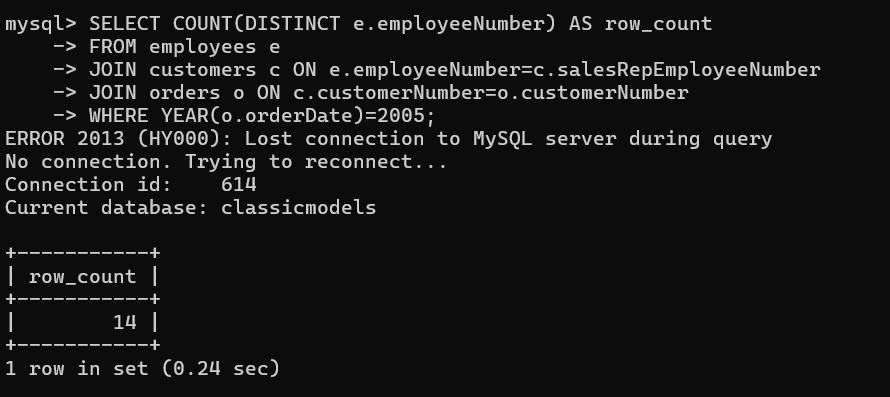 mysql> SELECT COUNT(DISTINCT e.employeeNumber) AS row_count
    -> FROM employees e
    -> JOIN customers c ON e.employeeNumber=c.salesRepEmployeeNumber
    -> JOIN orders o ON c.customerNumber=o.customerNumber
    -> WHERE YEAR(o.orderDate)=2005;
ERROR 2013 (HY000): Lost connection to MySQL server during query
No connection. Trying to reconnect...
Connection id:    614
Current database: classicmodels

+-----------+
| row_count |
+-----------+
|        14 |
+-----------+
1 row in set (0.24 sec)